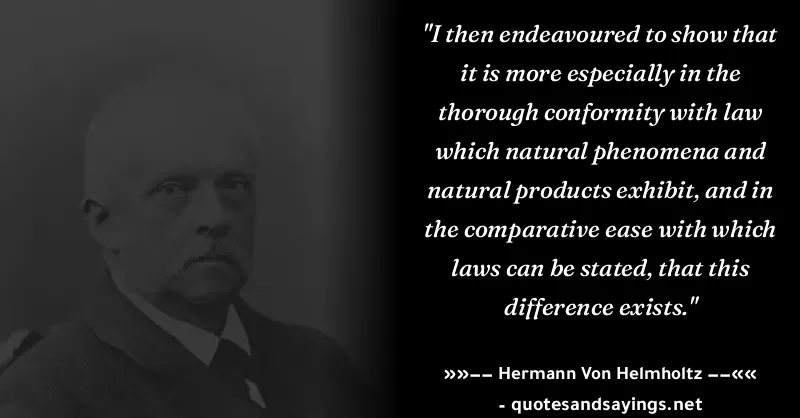 "I then endeavoured to show that
it is more especially in the
thorough conformity with law
which natural phenomena and
natural products exhibit, and in
the comparative ease with which
laws can be stated, that this
difference exists."
»»–– Hermann Von Helmholtz ––««
- quotesandsayings.net